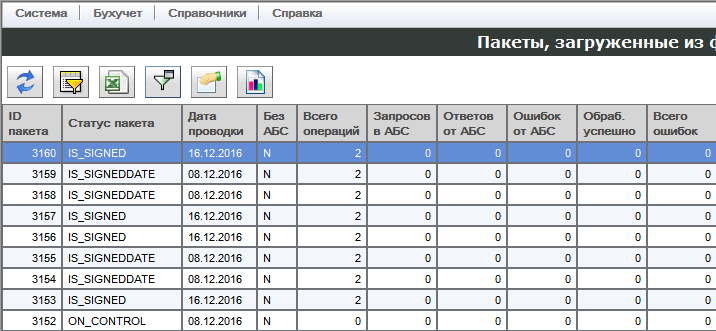 Система Бухучет Справочники Справка
Пакеты, загруженные из
ID пакета Статус пакета Дата проводки Без АБС Всего операций Запросов в АБС Ответов от АБС Ошибок от АБС Обраб. успешно Всего ошибок
3160 IS_SIGNED 16.12.2016 N 2 0 0 0 0 0
3159 IS_SIGNEDDATE 08.12.2016 N 2 0 0 0 0 0
3158 IS_SIGNEDDATE 08.12.2016 N 2 0 0 0 0 0
3157 IS_SIGNED 16.12.2016 N 2 0 0 0 0 0
3156 IS_SIGNED 16.12.2016 N 2 0 0 0 0 0
3155 IS_SIGNEDDATE 08.12.2016 N 2 0 0 0 0 0
3154 IS_SIGNEDDATE 08.12.2016 N 2 0 0 0 0 0
3153 IS_SIGNED 16.12.2016 N 2 0 0 0 0 0
3152 ON_CONTROL 08.12.2016 N 0 0 0 0 0 0